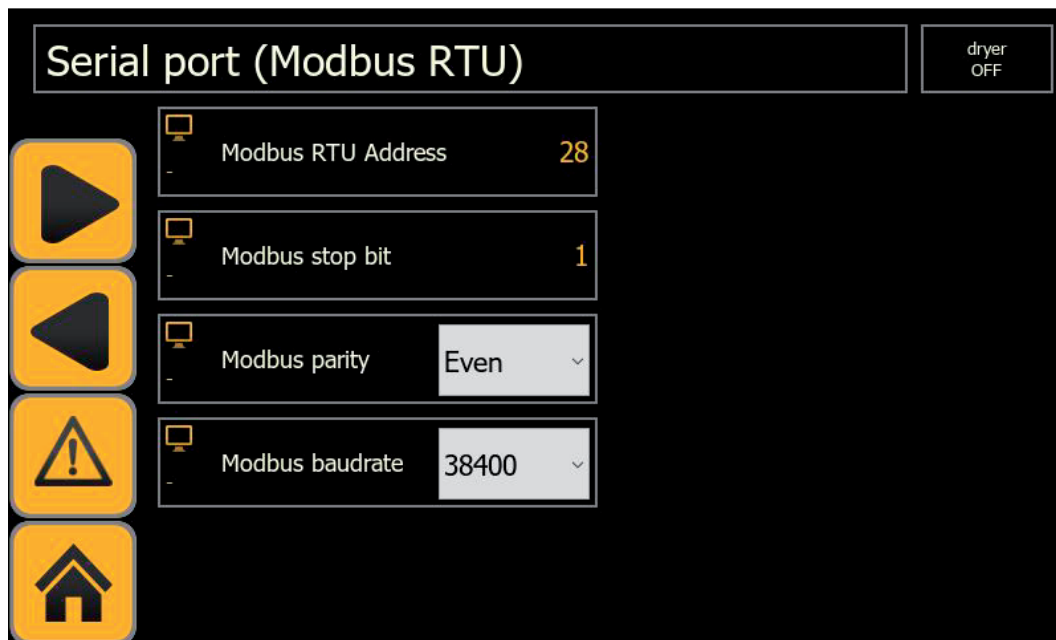 Serial port (Modbus RTU)
dryer
OFF
Modbus RTU Address 28
-
Modbus stop bit 1
-
Modbus parity Even
-
Modbus baudrate 38400
-